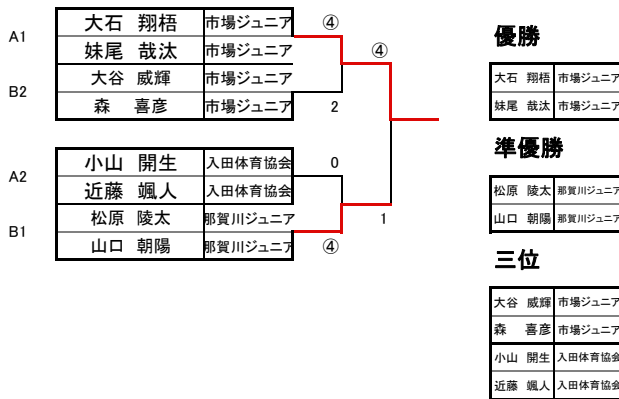 A1
大石 翔梧 市場ジュニア ④
妹尾 哉汰 市場ジュニア ④
B2
大谷 威輝 市場ジュニア
森 喜彦 市場ジュニア 2
A2
小山 開生 入田体育協会 0
近藤 颯人 入田体育協会
B1
松原 陵太 那賀川ジュニア 1
山口 朝陽 那賀川ジュニア ④
優勝
大石 翔梧 市場ジュニア
妹尾 哉汰 市場ジュニア
準優勝
松原 陵太 那賀川ジュニア
山口 朝陽 那賀川ジュニア
三位
大谷 威輝 市場ジュニア
森 喜彦 市場ジュニア
小山 開生 入田体育協会
近藤 颯人 入田体育協会